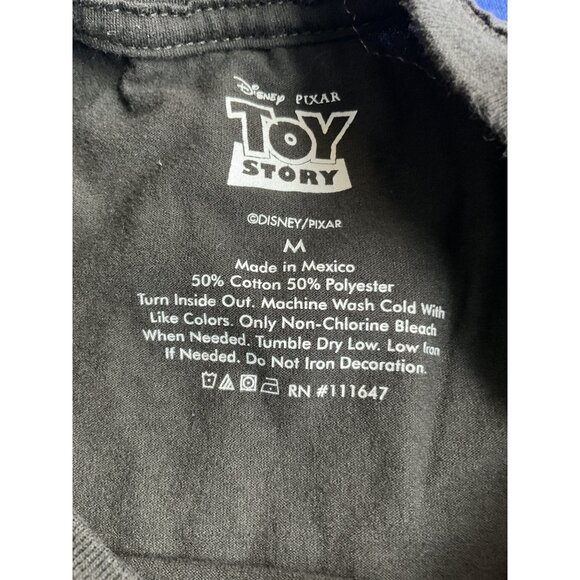 Disney PIXAR
TOY
STORY
©DISNEY/PIXAR
M
Made in Mexico
50% Cotton 50% Polyester
Turn Inside Out. Machine Wash Cold With
Like Colors. Only Non-Chlorine Bleach
When Needed. Tumble Dry Low. Low Iron
If Needed. Do Not Iron Decoration.
RN #111647